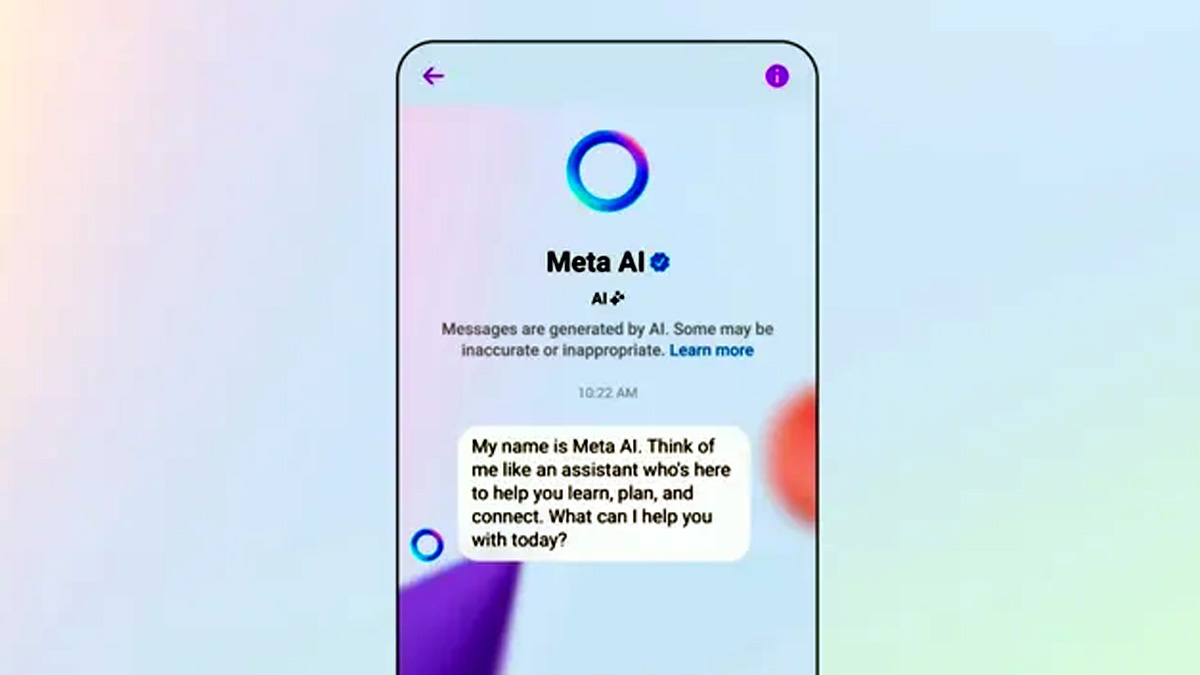 Meta AI
AI
Messages are generated by AI. Some may be
inaccurate or inappropriate. Learn more
10:22 AM
My name is Meta AI. Think of
me like an assistant who's here
to help you learn, plan, and
connect. What can I help you
with today?